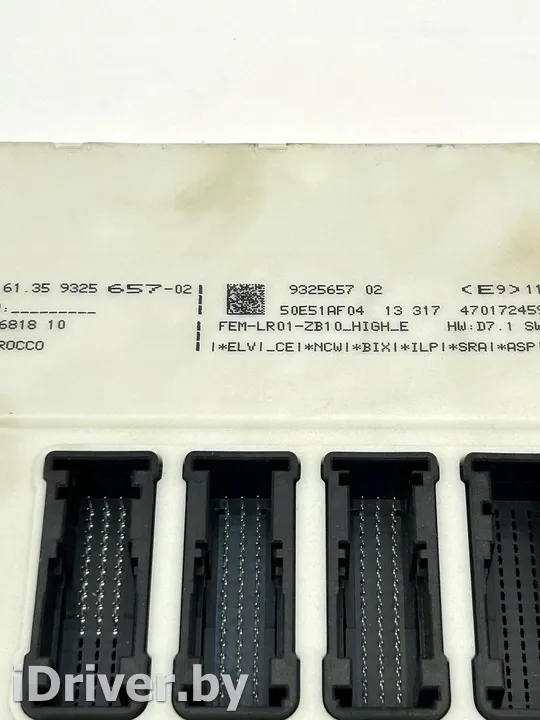 61.35 9325 657-02
:_________
6818 10
ROCCO
9325657 02
50E51AF04 13 317
FEM-LR01-ZB10_HIGH_E
|*ELV|_CE|*NCW|*BIX|*ILP|*SRA|*ASP|
<E9>11
470172459
HW:D7.1 SW
iDriver.by